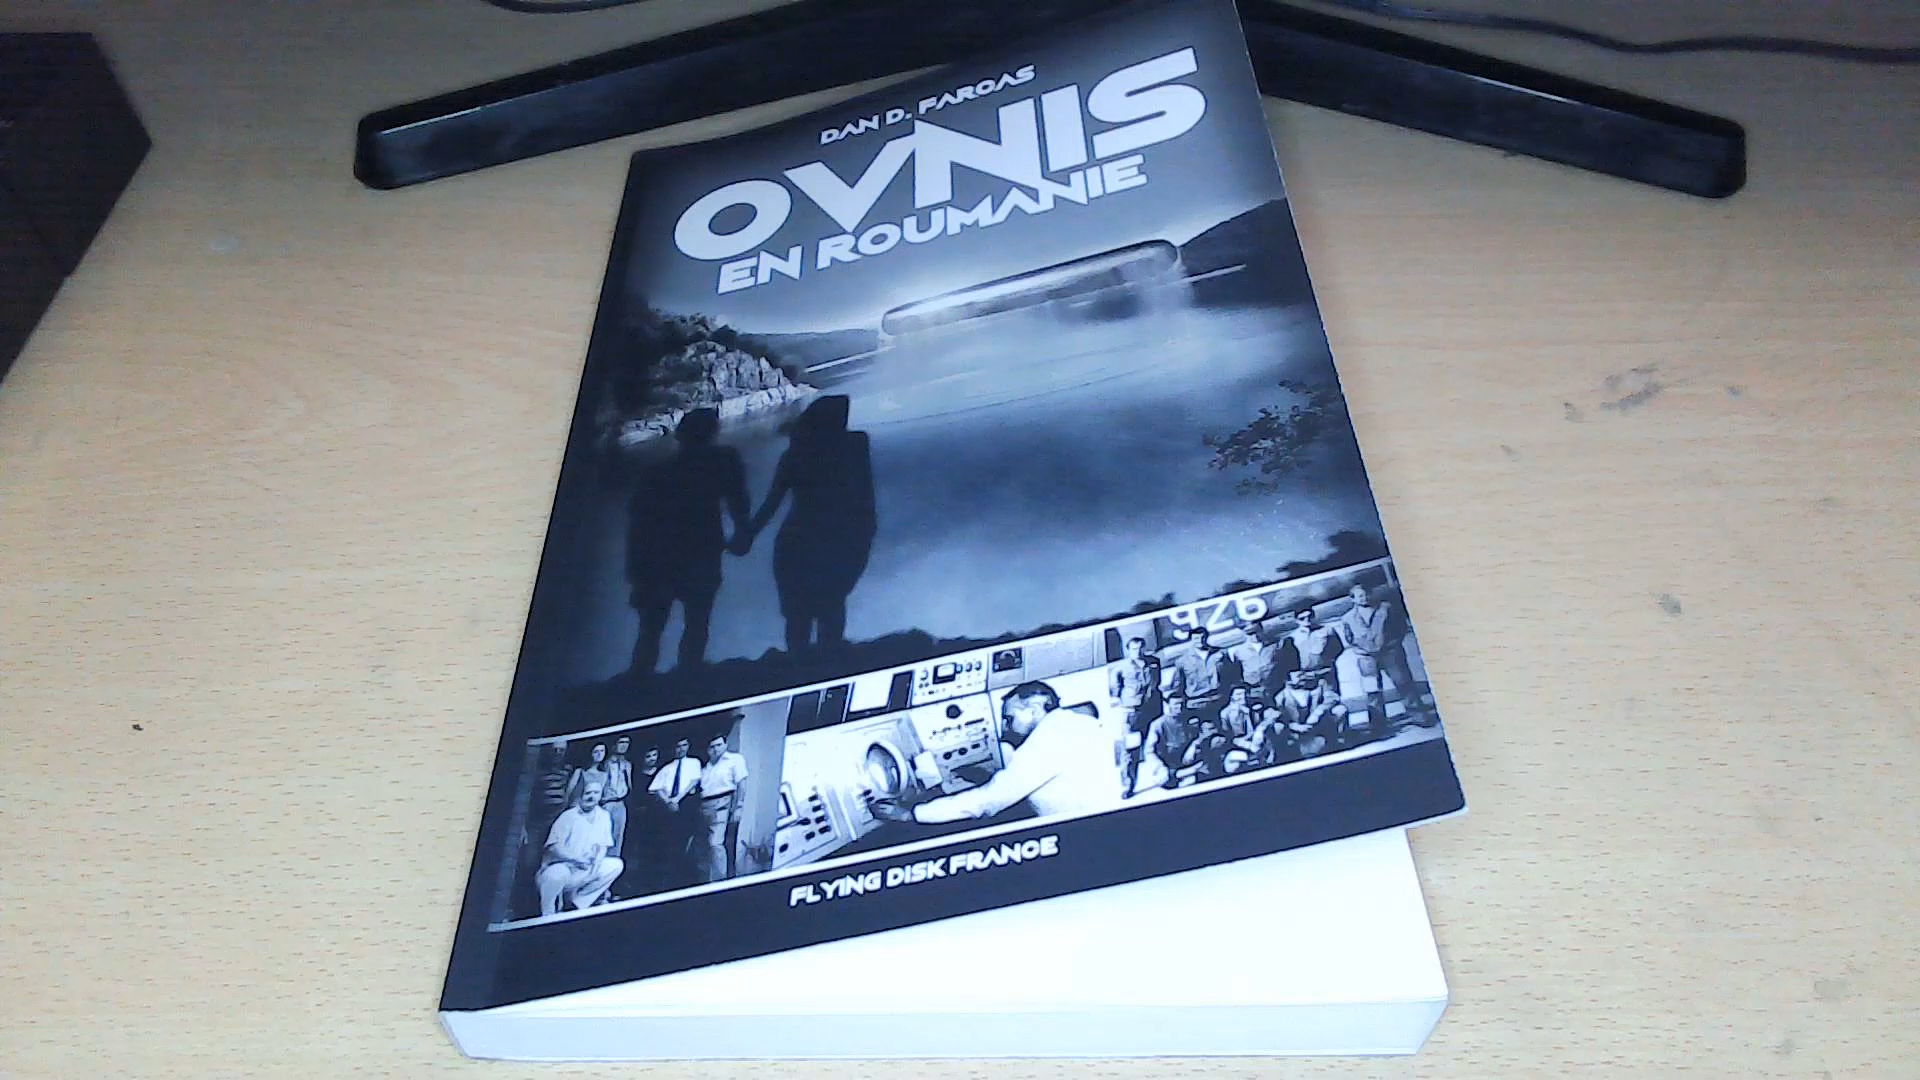 DAN D. FARCAS
OVNIS
EN ROUMANIE
926
FLYING DISK FRANCE